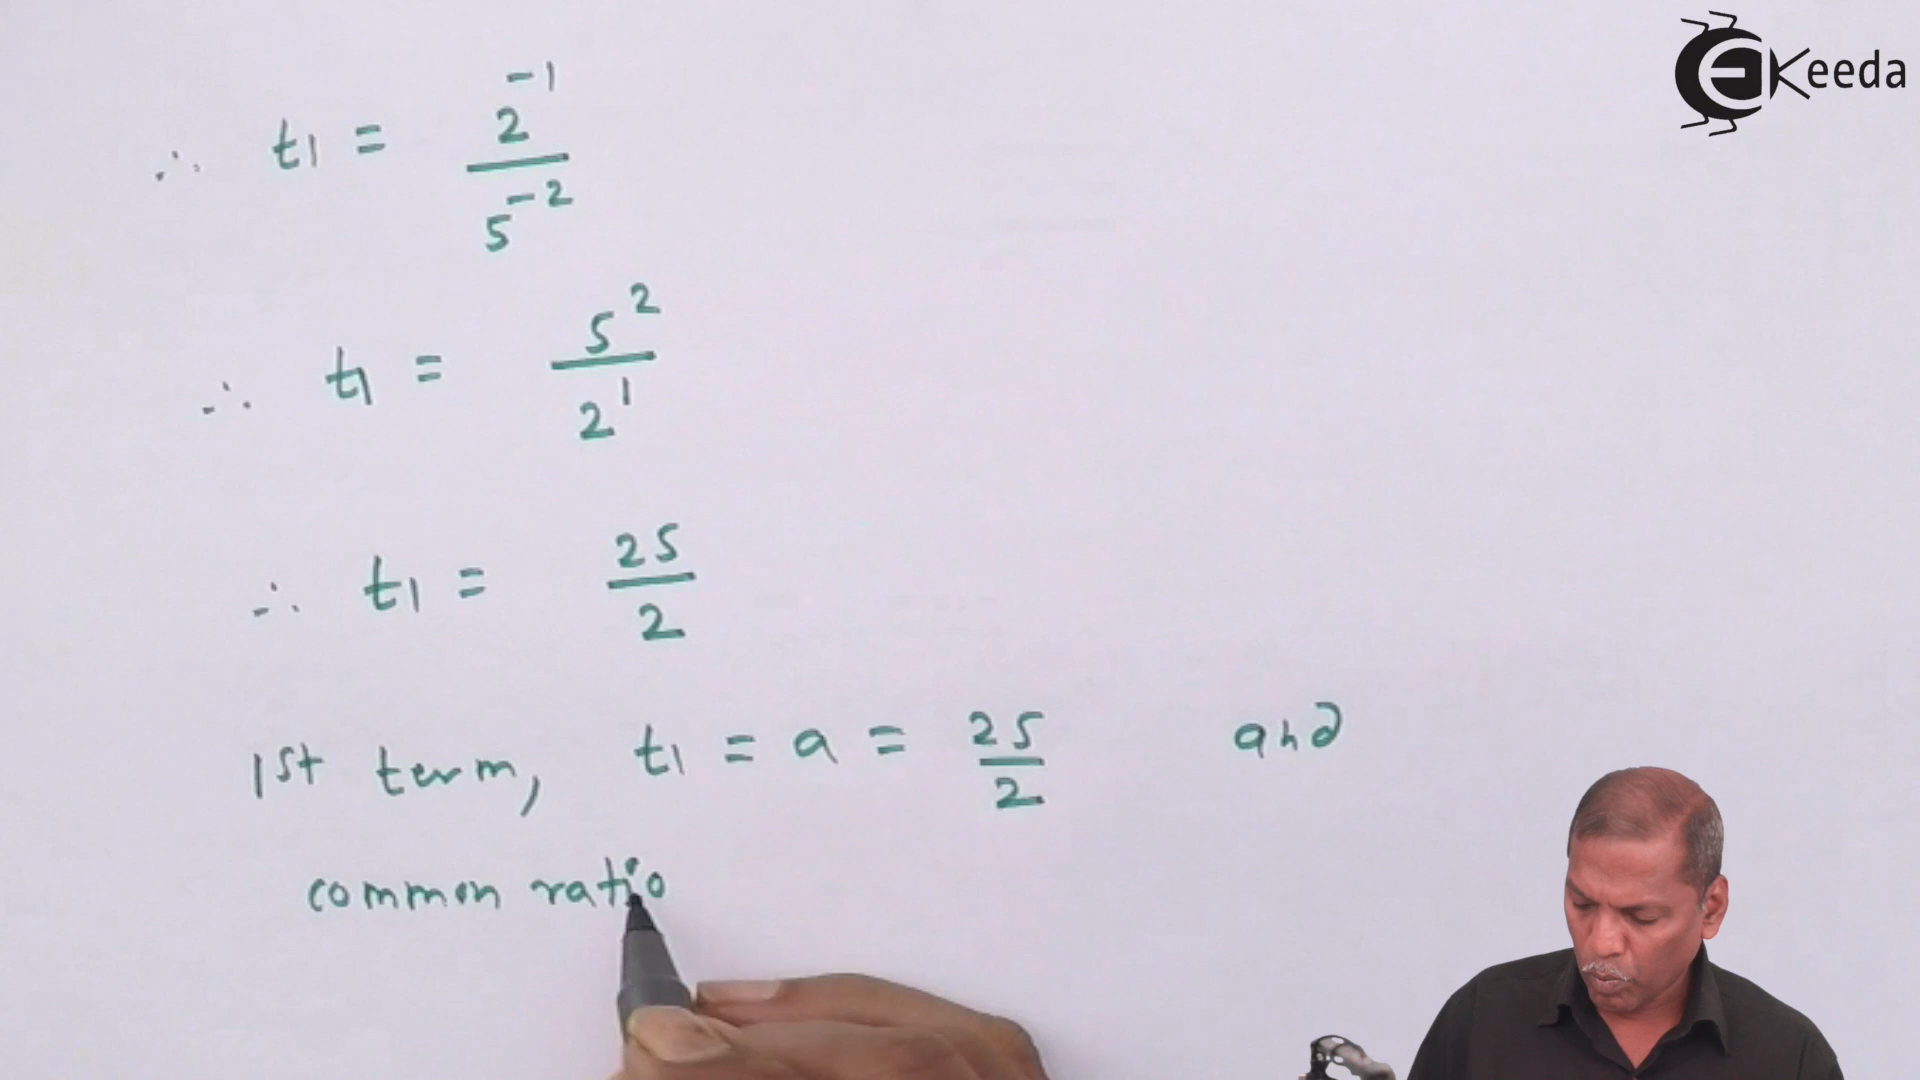 EKeeda
∴ t1 = 2^-1 / 5^-2
∴ t1 = 5^2 / 2^1
∴ t1 = 25 / 2
1st term, t1 = a = 25 / 2 and
common ratio